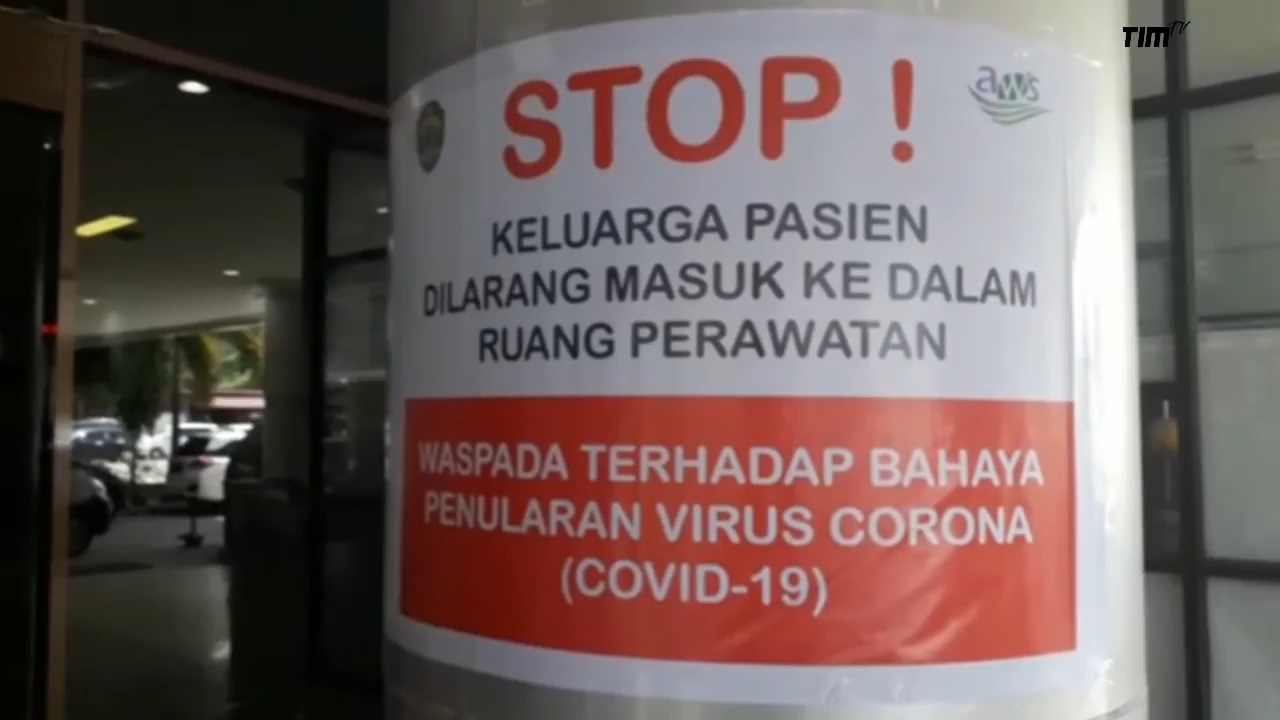 TIM TV
STOP !
aws
KELUARGA PASIEN
DILARANG MASUK KE DALAM
RUANG PERAWATAN
WASPADA TERHADAP BAHAYA
PENULARAN VIRUS CORONA
(COVID-19)